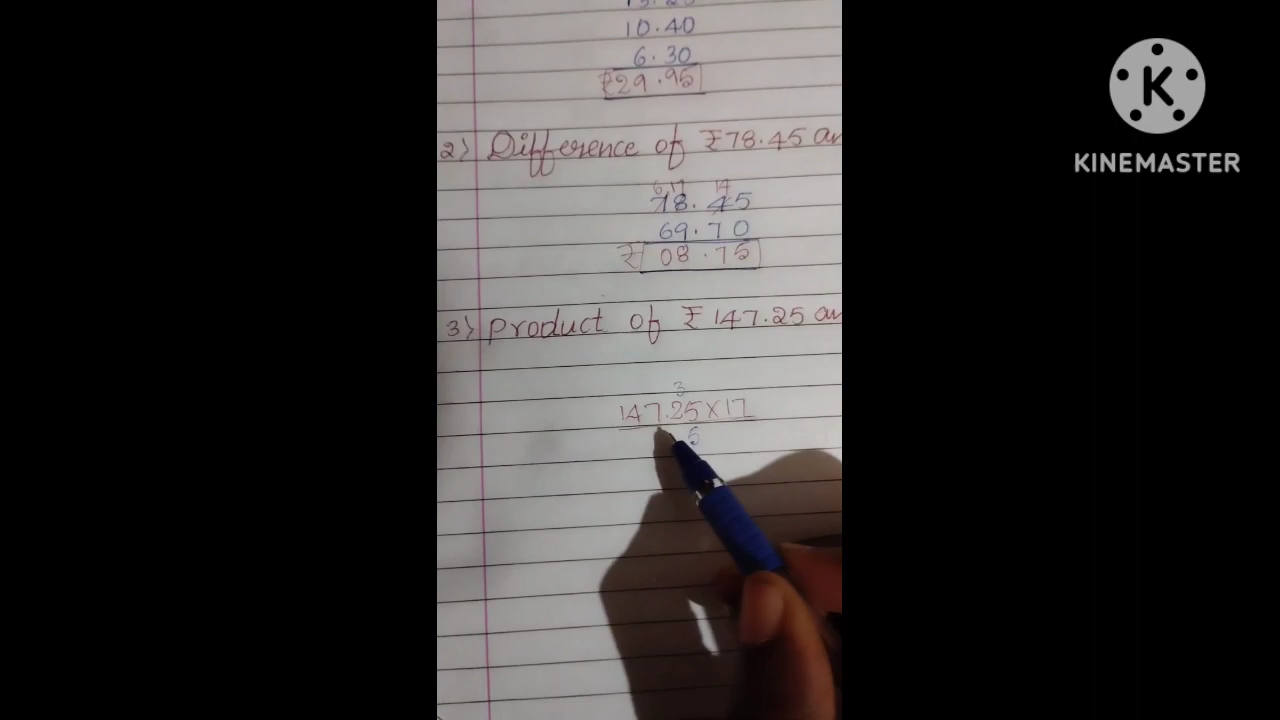 10.40
6.30
₹29.95
2) Difference of ₹78.45 an
6 17 14
78.45
69.70
₹ 08.75
3) product of ₹147.25 an
3
147.25×17
5
KINEMASTER